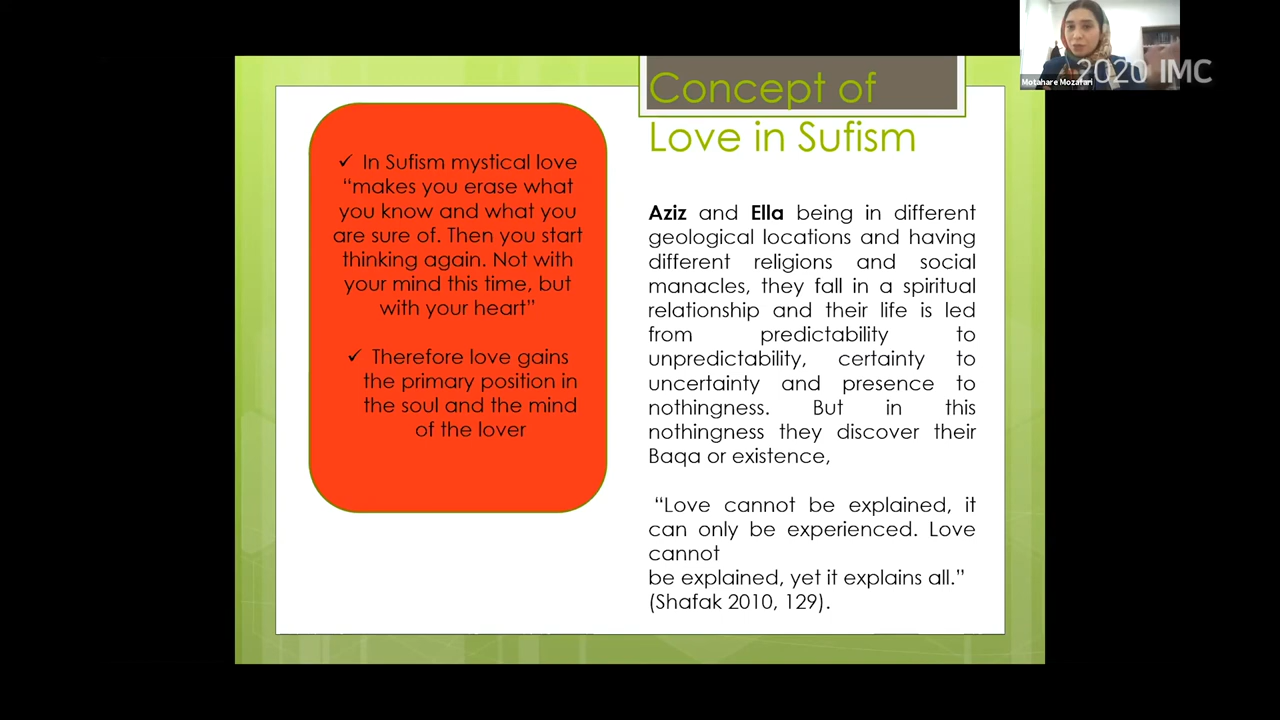 Concept of
Love in Sufism
✓ In Sufism mystical love
“makes you erase what
you know and what you
are sure of. Then you start
thinking again. Not with
your mind this time, but
with your heart”
✓ Therefore love gains
the primary position in
the soul and the mind
of the lover
Aziz and Ella being in different
geological locations and having
different religions and social
manacles, they fall in a spiritual
relationship and their life is led
from predictability to
unpredictability, certainty to
uncertainty and presence to
nothingness. But in this
nothingness they discover their
Baqa or existence,
“Love cannot be explained, it
can only be experienced. Love
cannot
be explained, yet it explains all.”
(Shafak 2010, 129).
Motahare Mozafari
2020 IMC